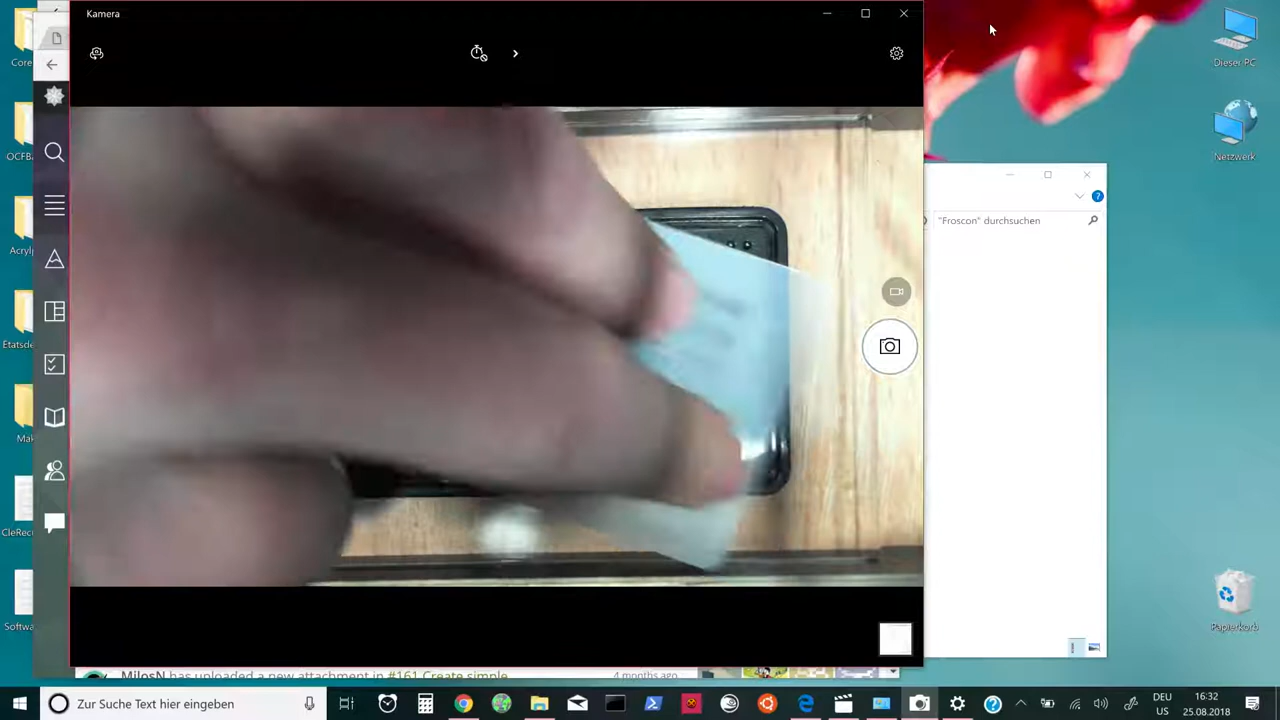 Kamera
Core
Dieser PC
OCFB
Netzwerk
"Froscon" durchsuchen
Acryl
Etatsde
Mak
CleRec
Softwa
Papierkorb
MilosN has uploaded a new attachment in #161 Create simple
4 months ago
Zur Suche Text hier eingeben
DEU
US
16:32
25.08.2018